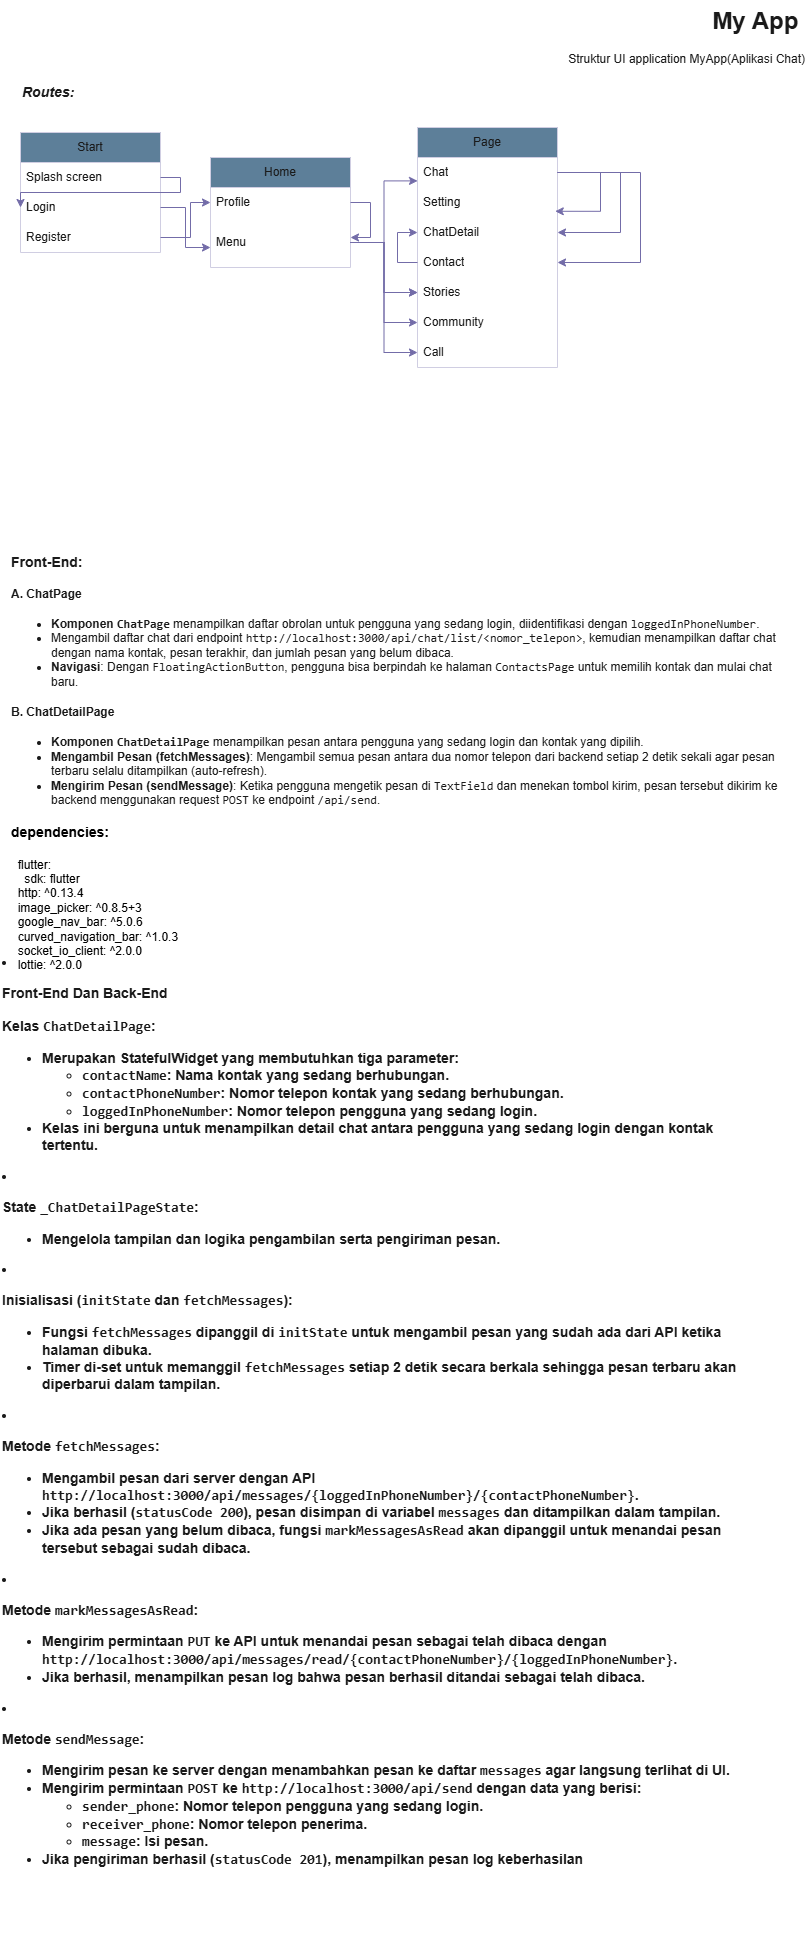 My App
Struktur UI application MyApp(Aplikasi Chat)
Routes:
Start
Splash screen
Login
Register
Home
Profile
Menu
Page
Chat
Setting
ChatDetail
Contact
Stories
Community
Call
Front-End:
A. ChatPage
• Komponen ChatPage menampilkan daftar obrolan untuk pengguna yang sedang login, diidentifikasi dengan loggedInPhoneNumber.
• Mengambil daftar chat dari endpoint http://localhost:3000/api/chat/list/<nomor_telepon>, kemudian menampilkan daftar chat
dengan nama kontak, pesan terakhir, dan jumlah pesan yang belum dibaca.
• Navigasi: Dengan FloatingActionButton, pengguna bisa berpindah ke halaman ContactsPage untuk memilih kontak dan mulai chat
baru.
B. ChatDetailPage
• Komponen ChatDetailPage menampilkan pesan antara pengguna yang sedang login dan kontak yang dipilih.
• Mengambil Pesan (fetchMessages): Mengambil semua pesan antara dua nomor telepon dari backend setiap 2 detik sekali agar pesan
terbaru selalu ditampilkan (auto-refresh).
• Mengirim Pesan (sendMessage): Ketika pengguna mengetik pesan di TextField dan menekan tombol kirim, pesan tersebut dikirim ke
backend menggunakan request POST ke endpoint /api/send.
dependencies:
flutter:
sdk: flutter
http: ^0.13.4
image_picker: ^0.8.5+3
google_nav_bar: ^5.0.6
curved_navigation_bar: ^1.0.3
socket_io_client: ^2.0.0
• lottie: ^2.0.0
Front-End Dan Back-End
Kelas ChatDetailPage:
• Merupakan StatefulWidget yang membutuhkan tiga parameter:
◦ contactName: Nama kontak yang sedang berhubungan.
◦ contactPhoneNumber: Nomor telepon kontak yang sedang berhubungan.
◦ loggedInPhoneNumber: Nomor telepon pengguna yang sedang login.
• Kelas ini berguna untuk menampilkan detail chat antara pengguna yang sedang login dengan kontak
tertentu.
•
State _ChatDetailPageState:
• Mengelola tampilan dan logika pengambilan serta pengiriman pesan.
•
Inisialisasi (initState dan fetchMessages):
• Fungsi fetchMessages dipanggil di initState untuk mengambil pesan yang sudah ada dari API ketika
halaman dibuka.
• Timer di-set untuk memanggil fetchMessages setiap 2 detik secara berkala sehingga pesan terbaru akan
diperbarui dalam tampilan.
•
Metode fetchMessages:
• Mengambil pesan dari server dengan API
http://localhost:3000/api/messages/{loggedInPhoneNumber}/{contactPhoneNumber}.
• Jika berhasil (statusCode 200), pesan disimpan di variabel messages dan ditampilkan dalam tampilan.
• Jika ada pesan yang belum dibaca, fungsi markMessagesAsRead akan dipanggil untuk menandai pesan
tersebut sebagai sudah dibaca.
•
Metode markMessagesAsRead:
• Mengirim permintaan PUT ke API untuk menandai pesan sebagai telah dibaca dengan
http://localhost:3000/api/messages/read/{contactPhoneNumber}/{loggedInPhoneNumber}.
• Jika berhasil, menampilkan pesan log bahwa pesan berhasil ditandai sebagai telah dibaca.
•
Metode sendMessage:
• Mengirim pesan ke server dengan menambahkan pesan ke daftar messages agar langsung terlihat di UI.
• Mengirim permintaan POST ke http://localhost:3000/api/send dengan data yang berisi:
◦ sender_phone: Nomor telepon pengguna yang sedang login.
◦ receiver_phone: Nomor telepon penerima.
◦ message: Isi pesan.
• Jika pengiriman berhasil (statusCode 201), menampilkan pesan log keberhasilan